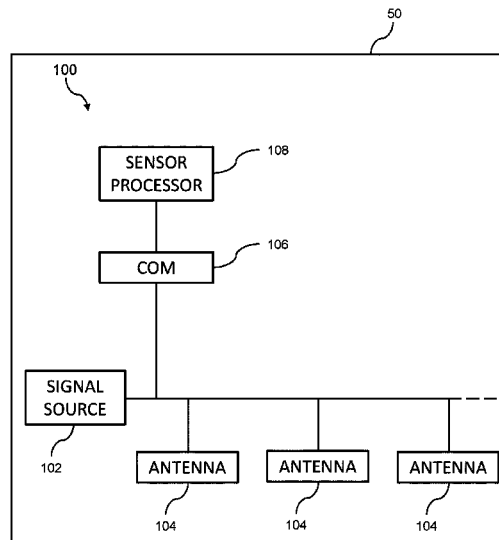 50
100
SENSOR
PROCESSOR
108
COM
106
SIGNAL
SOURCE
102
ANTENNA
ANTENNA
ANTENNA
104
104
104